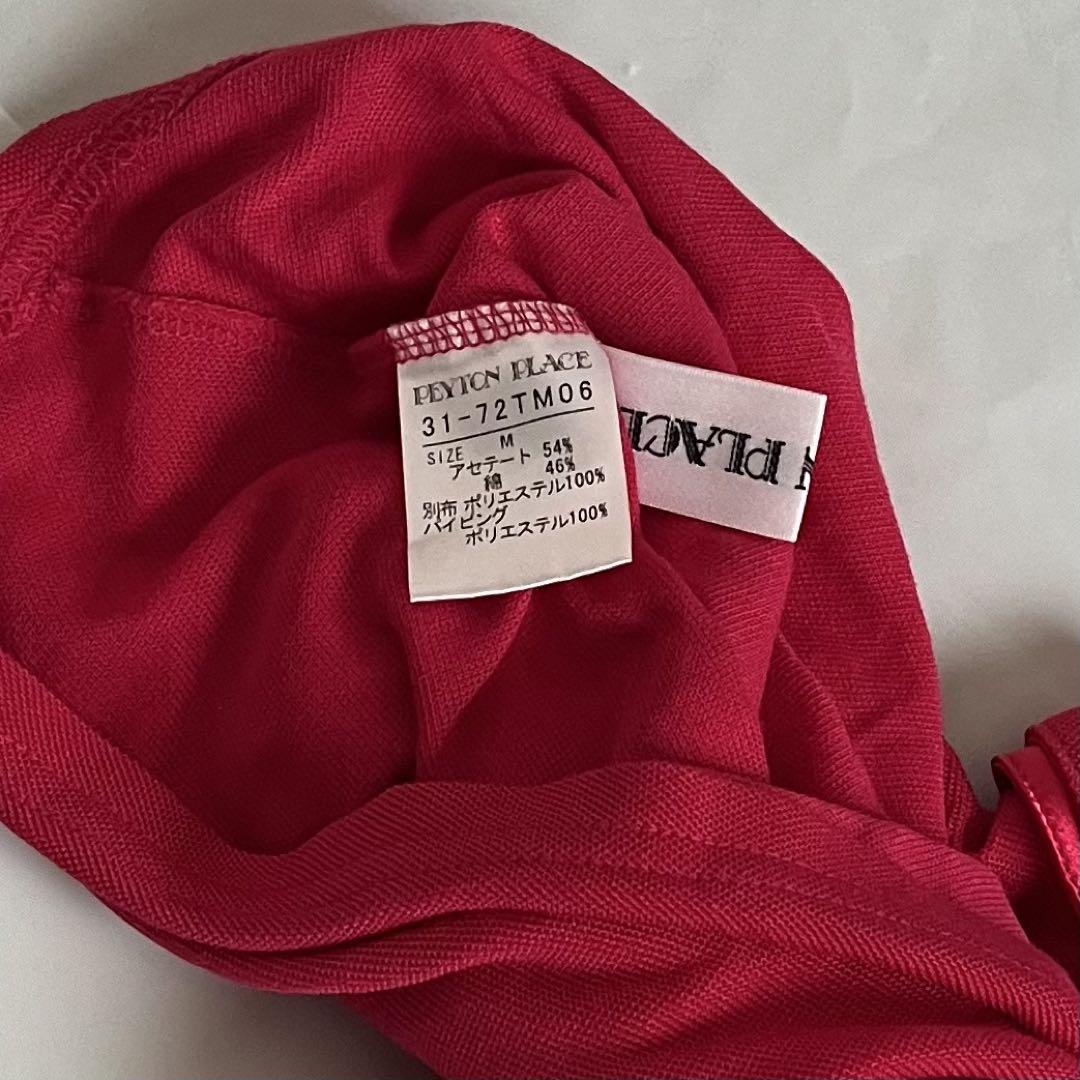 PEYTON PLACE
31-72TM06
SIZE M
アセテート 54%
綿 46%
別布 ポリエステル100%
パイピング
ポリエステル100%
PLACE